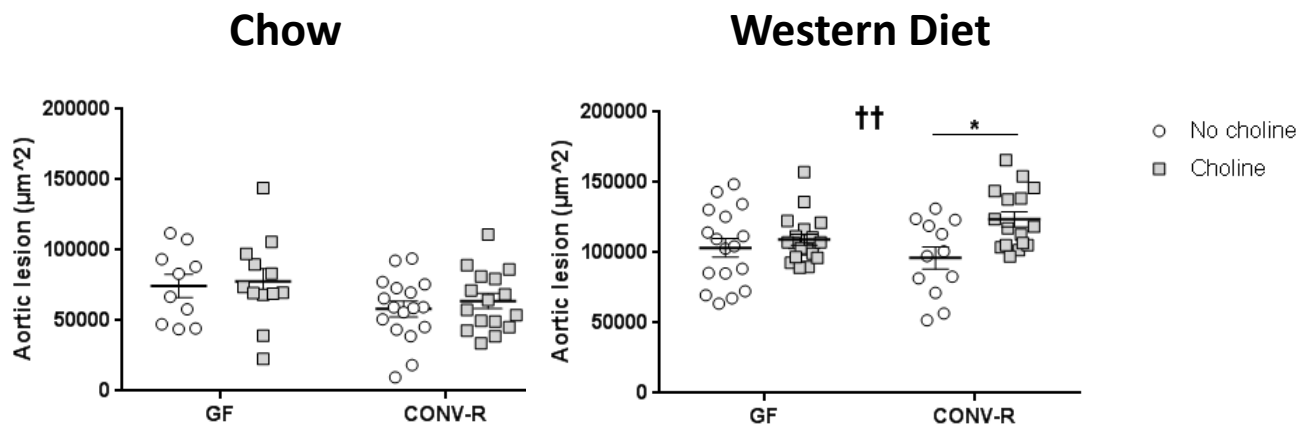 Chow
Western Diet
Aortic lesion (µm^2)
200000
150000
100000
50000
0
GF
CONV-R
Aortic lesion (µm^2)
200000
150000
100000
50000
0
††
*
GF
CONV-R
No choline
Choline